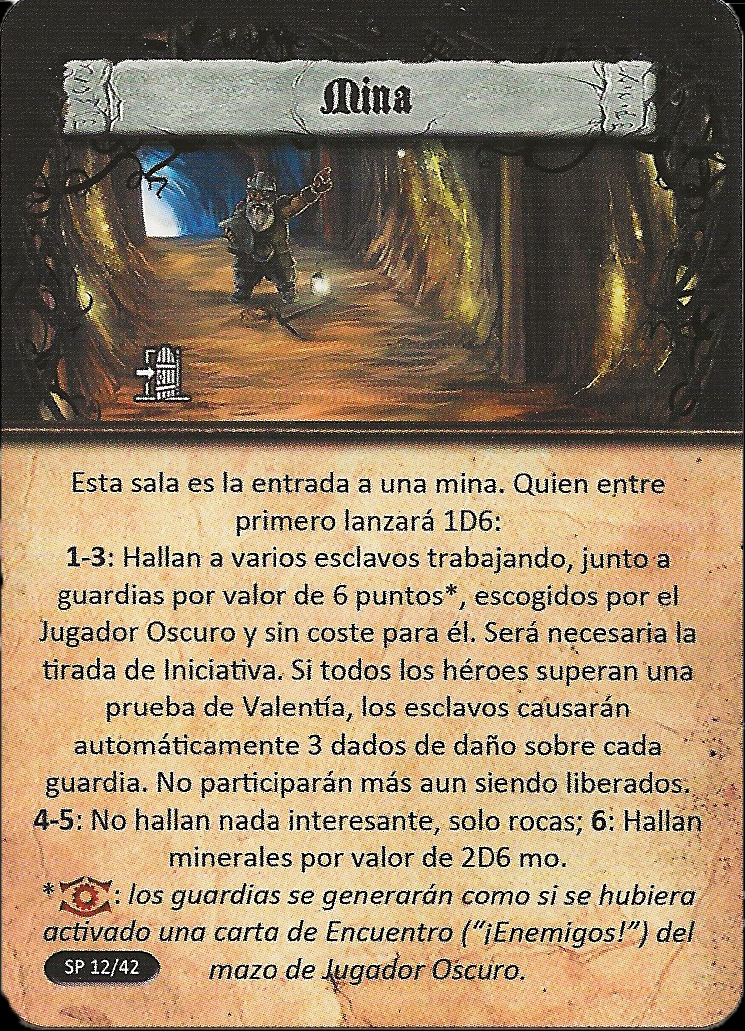 Mina
Esta sala es la entrada a una mina. Quien entre
primero lanzará 1D6:
1-3: Hallan a varios esclavos trabajando, junto a
guardias por valor de 6 puntos*, escogidos por el
Jugador Oscuro y sin coste para él. Será necesaria la
tirada de Iniciativa. Si todos los héroes superan una
prueba de Valentía, los esclavos causarán
automáticamente 3 dados de daño sobre cada
guardia. No participarán más aun siendo liberados.
4-5: No hallan nada interesante, solo rocas; 6: Hallan
minerales por valor de 2D6 mo.
* : los guardias se generarán como si se hubiera
activado una carta de Encuentro (“¡Enemigos!”) del
mazo de Jugador Oscuro.
SP 12/42